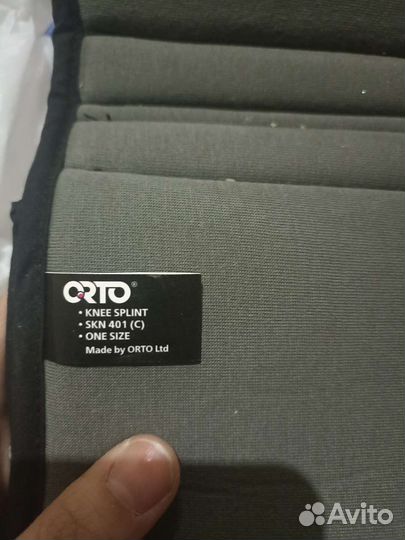 ORTO®
• KNEE SPLINT
• SKN 401 (C)
• ONE SIZE
Made by ORTO Ltd
Avito